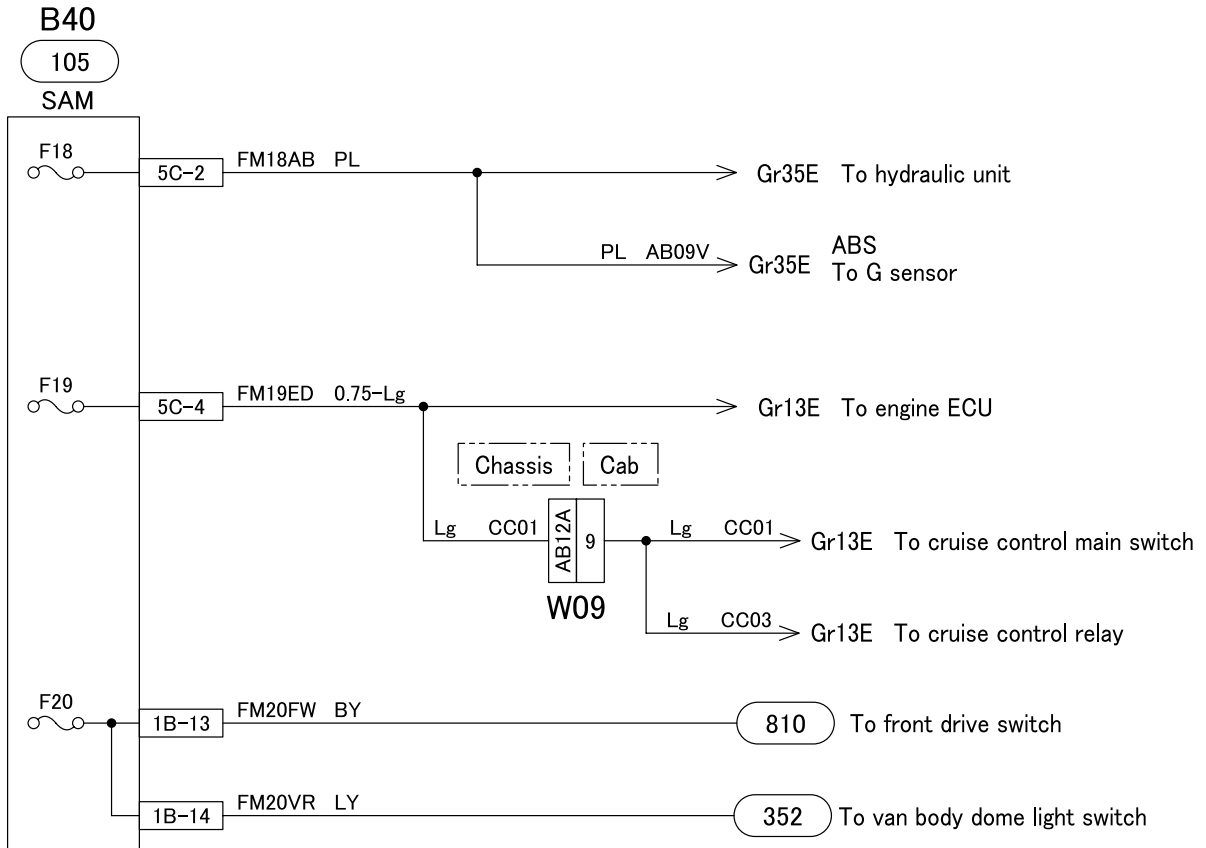 B40
105
SAM
F18
5C-2
FM18AB PL
Gr35E To hydraulic unit
PL AB09V
Gr35E
ABS
To G sensor
F19
5C-4
FM19ED 0.75-Lg
Gr13E To engine ECU
Chassis
Cab
Lg CC01
AB12A
9
W09
Lg CC01
Gr13E To cruise control main switch
Lg CC03
Gr13E To cruise control relay
F20
1B-13
FM20FW BY
810
To front drive switch
1B-14
FM20VR LY
352
To van body dome light switch